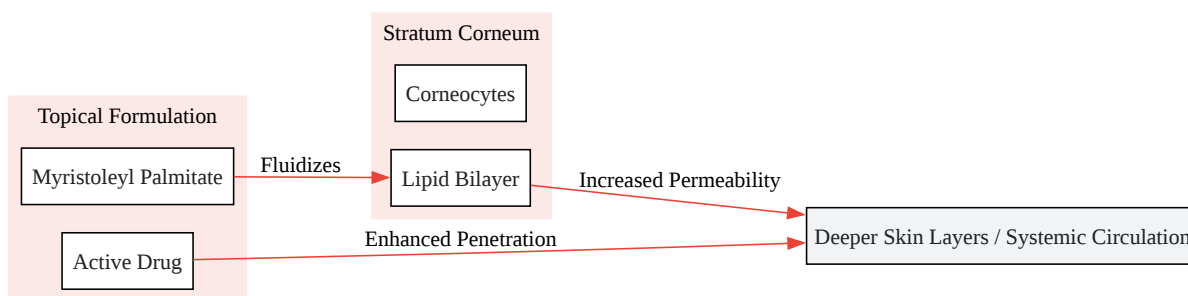 Stratum Corneum
Corneocytes
Topical Formulation
Myristoleyl Palmitate
Fluidizes
Lipid Bilayer
Increased Permeability
Active Drug
Enhanced Penetration
Deeper Skin Layers / Systemic Circulation